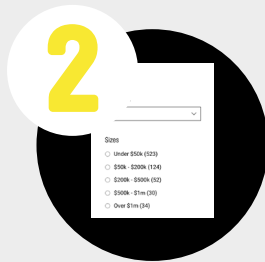 2
Sizes
Under $50k (523)
$50k - $200k (124)
$200k - $500k (52)
$500k - $1m (30)
Over $1m (34)